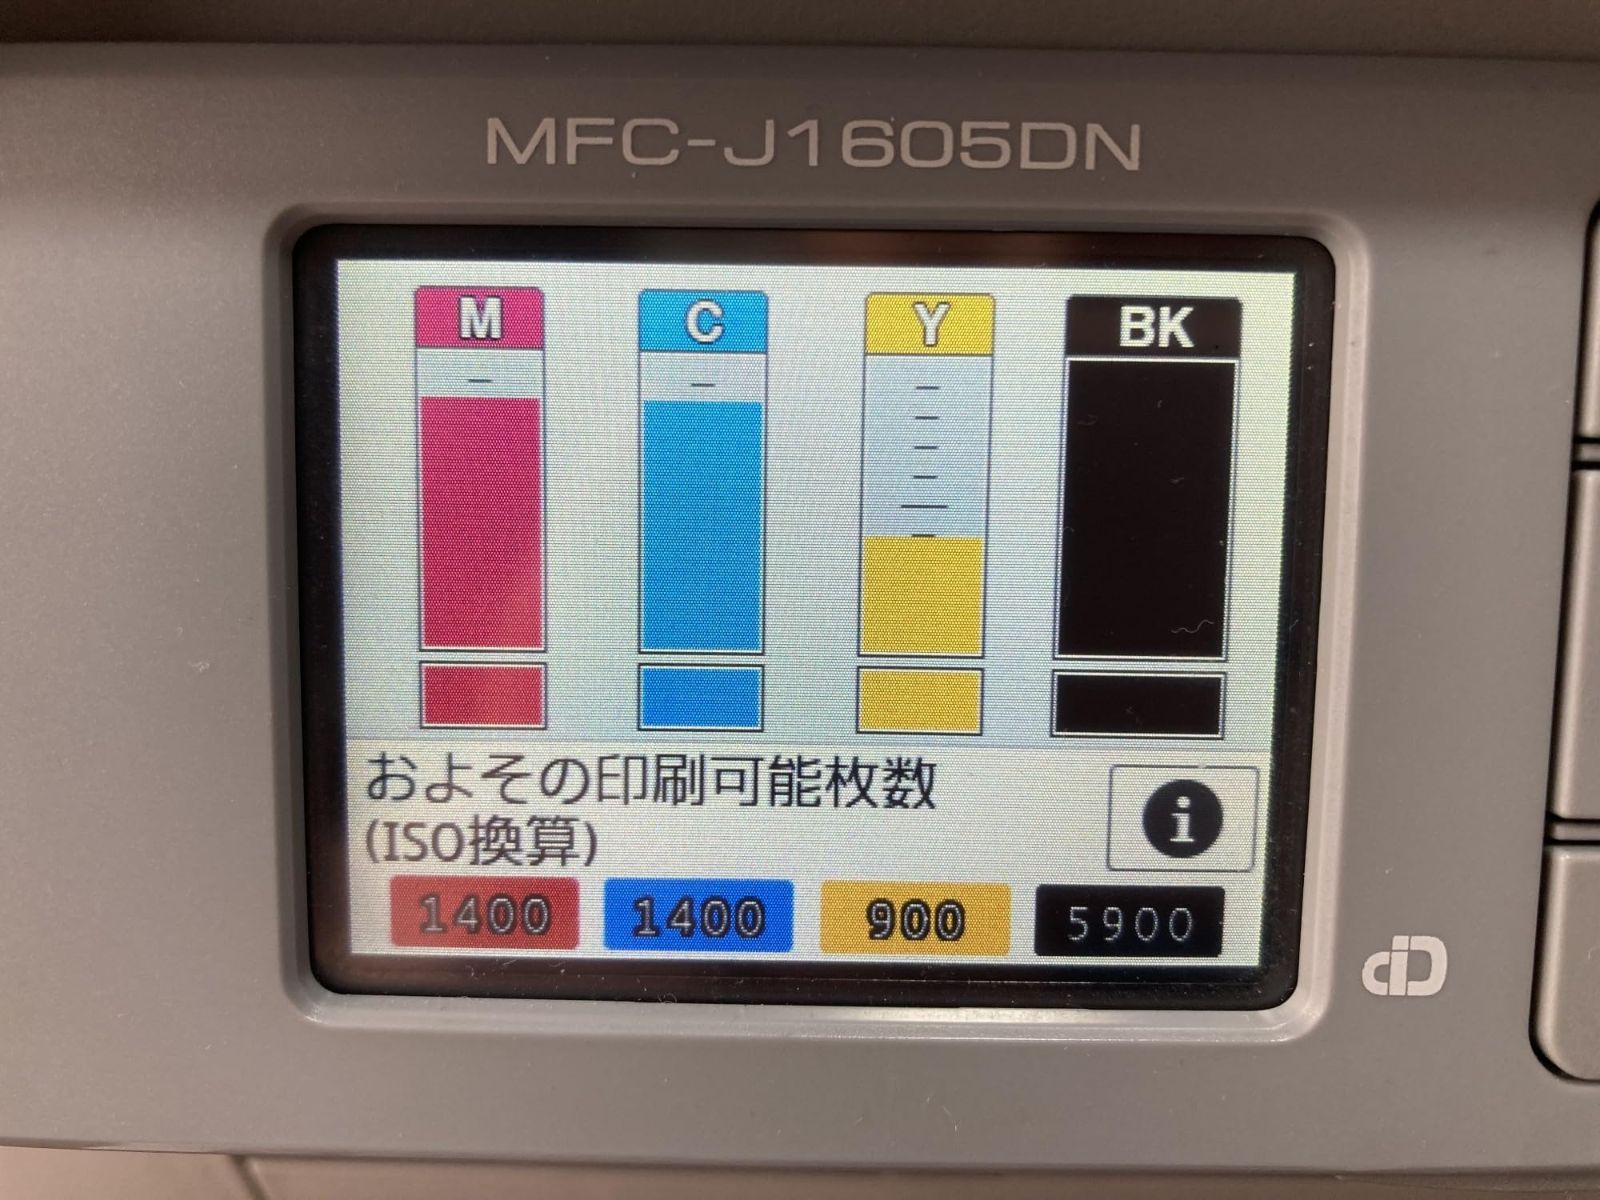 MFC-J1605DN
M C Y BK
およその印刷可能枚数
(ISO換算)
i
1400 1400 900 5900